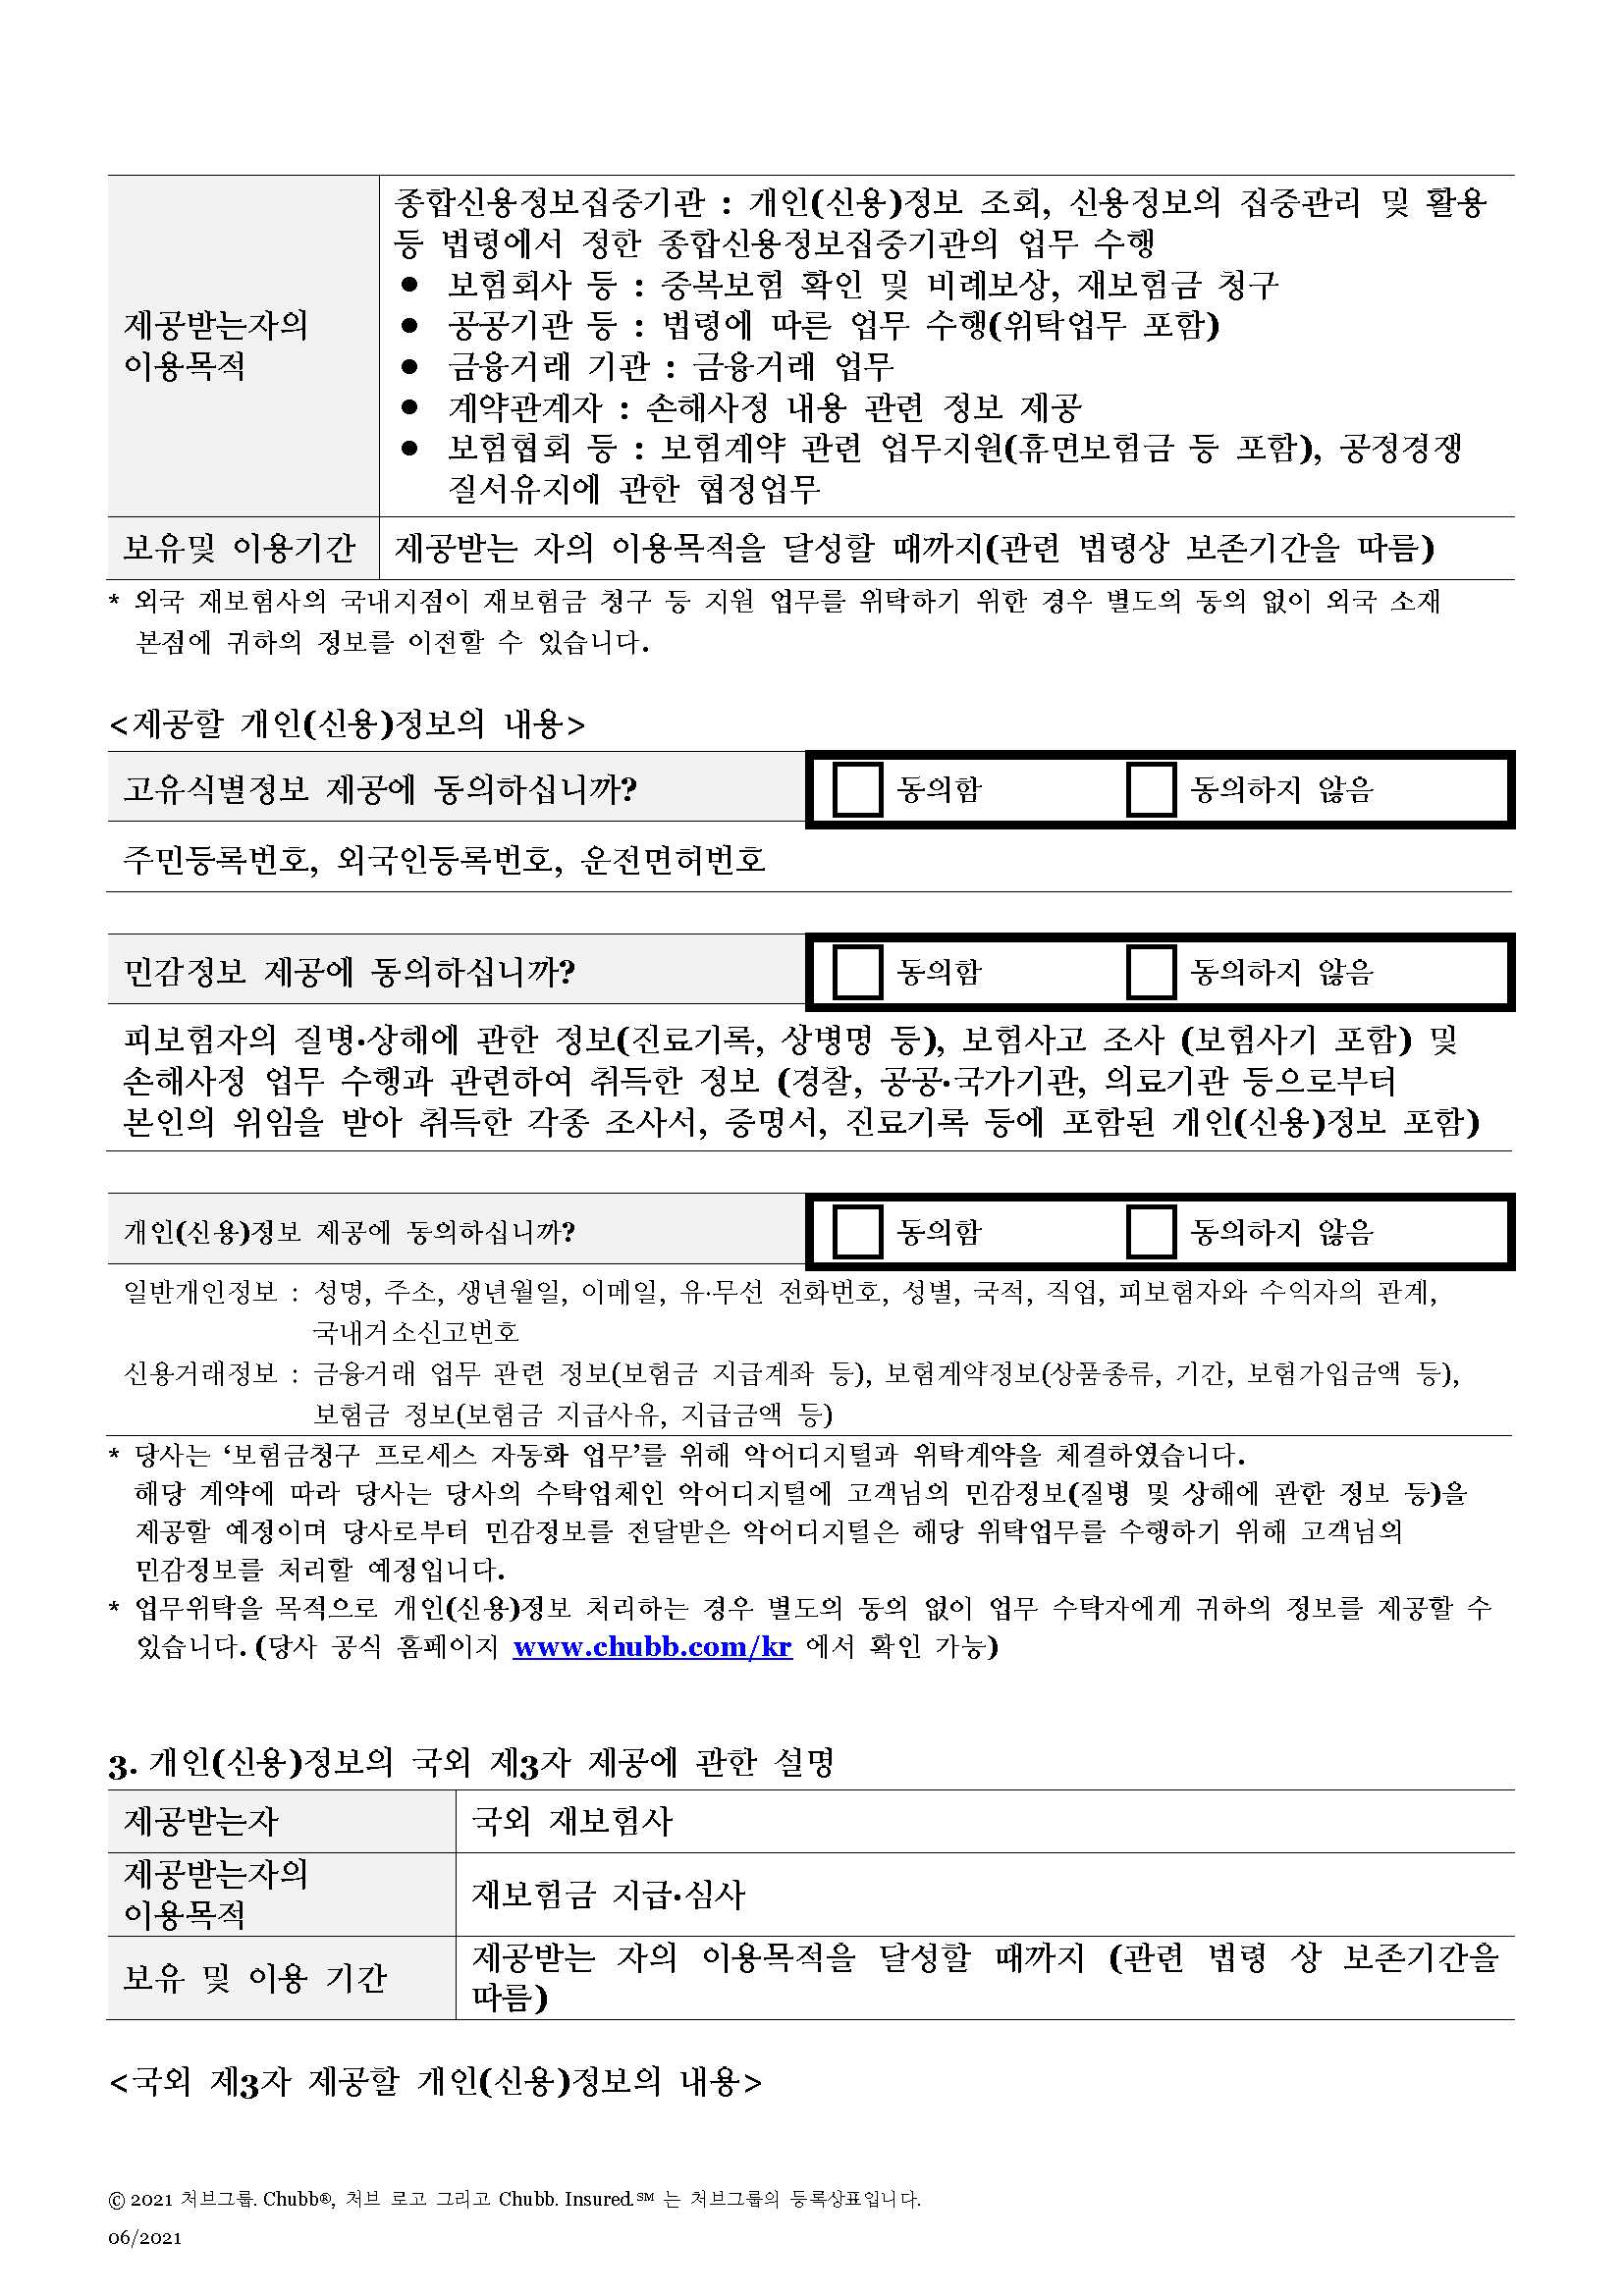 종합신용정보집중기관 : 개인(신용)정보 조회, 신용정보의 집중관리 및 활용
등 법령에서 정한 종합신용정보집중기관의 업무 수행
● 보험회사 등 : 중복보험 확인 및 비례보상, 재보험금 청구
● 공공기관 등 : 법령에 따른 업무 수행(위탁업무 포함)
제공받는자의
이용목적
● 금융거래 기관 : 금융거래 업무
● 계약관계자 : 손해사정 내용 관련 정보 제공
● 보험협회 등 : 보험계약 관련 업무지원(휴면보험금 등 포함), 공정경쟁
질서유지에 관한 협정업무
보유및 이용기간 제공받는 자의 이용목적을 달성할 때까지(관련 법령상 보존기간을 따름)
* 외국 재보험사의 국내지점이 재보험금 청구 등 지원 업무를 위탁하기 위한 경우 별도의 동의 없이 외국 소재
본점에 귀하의 정보를 이전할 수 있습니다.
<제공할 개인(신용)정보의 내용>
고유식별정보 제공에 동의하십니까? 동의함 동의하지 않음
주민등록번호, 외국인등록번호, 운전면허번호
민감정보 제공에 동의하십니까? 동의함 동의하지 않음
피보험자의 질병·상해에 관한 정보(진료기록, 상병명 등), 보험사고 조사 (보험사기 포함) 및
손해사정 업무 수행과 관련하여 취득한 정보 (경찰, 공공·국가기관, 의료기관 등으로부터
본인의 위임을 받아 취득한 각종 조사서, 증명서, 진료기록 등에 포함된 개인(신용)정보 포함)
개인(신용)정보 제공에 동의하십니까? 동의함 동의하지 않음
일반개인정보 : 성명, 주소, 생년월일, 이메일, 유·무선 전화번호, 성별, 국적, 직업, 피보험자와 수익자의 관계,
국내거소신고번호
신용거래정보 : 금융거래 업무 관련 정보(보험금 지급계좌 등), 보험계약정보(상품종류, 기간, 보험가입금액 등),
보험금 정보(보험금 지급사유, 지급금액 등)
* 당사는 ‘보험금청구 프로세스 자동화 업무’를 위해 악어디지털과 위탁계약을 체결하였습니다.
해당 계약에 따라 당사는 당사의 수탁업체인 악어디지털에 고객님의 민감정보(질병 및 상해에 관한 정보 등)을
제공할 예정이며 당사로부터 민감정보를 전달받은 악어디지털은 해당 위탁업무를 수행하기 위해 고객님의
민감정보를 처리할 예정입니다.
* 업무위탁을 목적으로 개인(신용)정보 처리하는 경우 별도의 동의 없이 업무 수탁자에게 귀하의 정보를 제공할 수
있습니다. (당사 공식 홈페이지 www.chubb.com/kr 에서 확인 가능)
3. 개인(신용)정보의 국외 제3자 제공에 관한 설명
제공받는자 국외 재보험사
제공받는자의
이용목적
재보험금 지급·심사
보유 및 이용 기간
제공받는 자의 이용목적을 달성할 때까지 (관련 법령 상 보존기간을
따름)
<국외 제3자 제공할 개인(신용)정보의 내용>
© 2021 처브그룹. Chubb®, 처브 로고 그리고 Chubb. Insured.℠ 는 처브그룹의 등록상표입니다.
06/2021